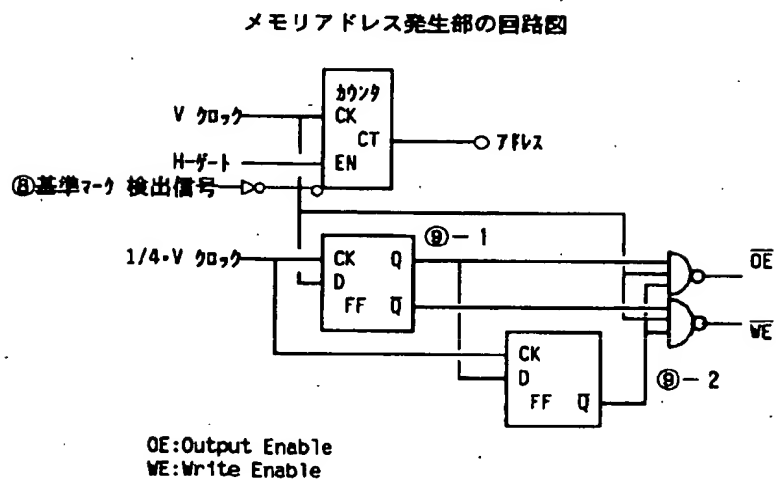 メモリアドレス発生部の回路図
カウンタ
V クロック
CK
CT
アドレス
H-ゲート
EN
⑧基準マーク 検出信号
⑨-1
1/4・V クロック
CK Q
D
FF Q̅
O̅E̅
W̅E̅
CK
D
FF Q̅
⑨-2
OE:Output Enable
WE:Write Enable